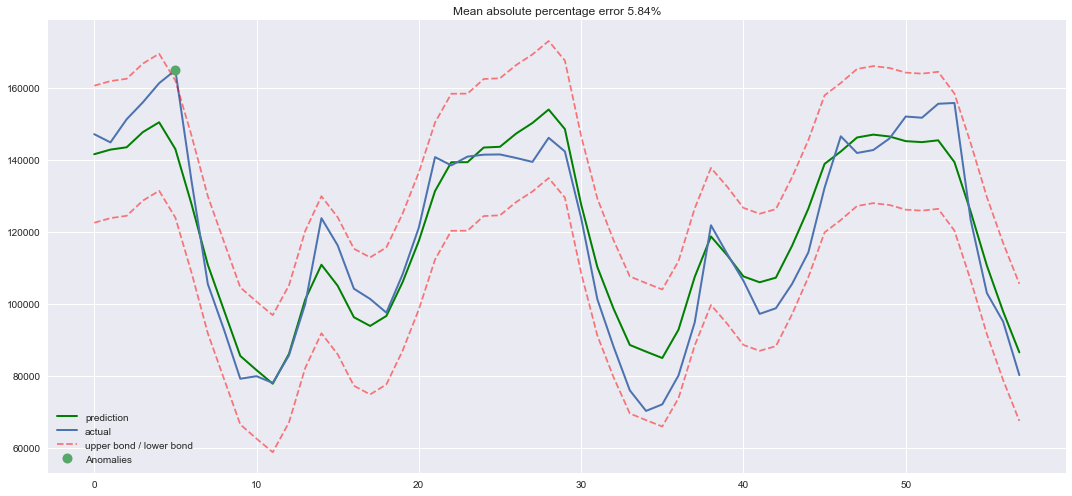 Mean absolute percentage error 5.84%
160000
140000
120000
100000
80000
60000
prediction
actual
upper bond / lower bond
Anomalies
0
10
20
30
40
50